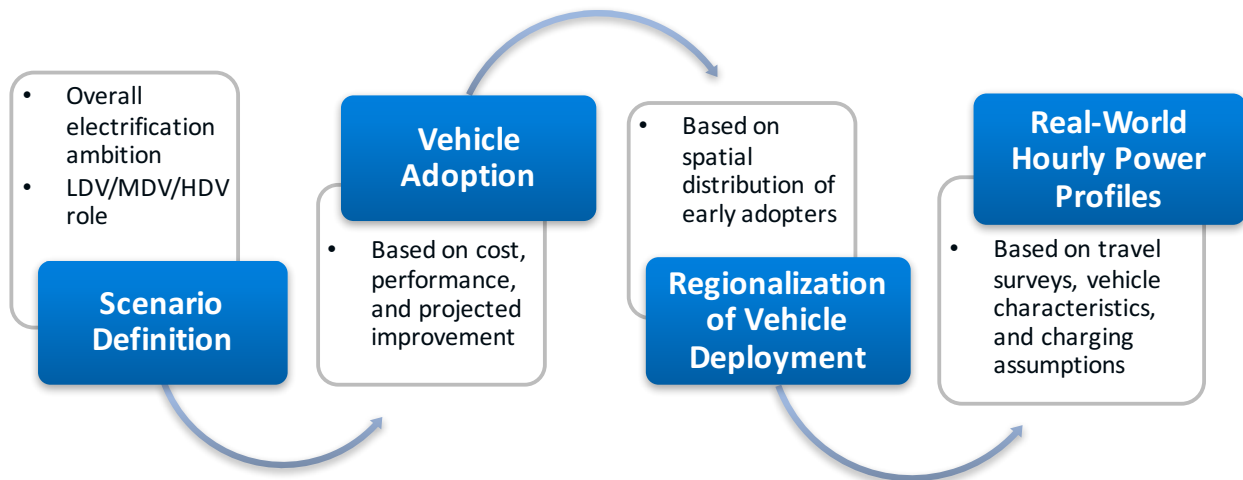 • Overall
electrification
ambition
• LDV/MDV/HDV
role
Scenario
Definition
Vehicle
Adoption
• Based on cost,
performance,
and projected
improvement
• Based on
spatial
distribution of
early adopters
Regionalization
of Vehicle
Deployment
Real-World
Hourly Power
Profiles
• Based on travel
surveys, vehicle
characteristics,
and charging
assumptions